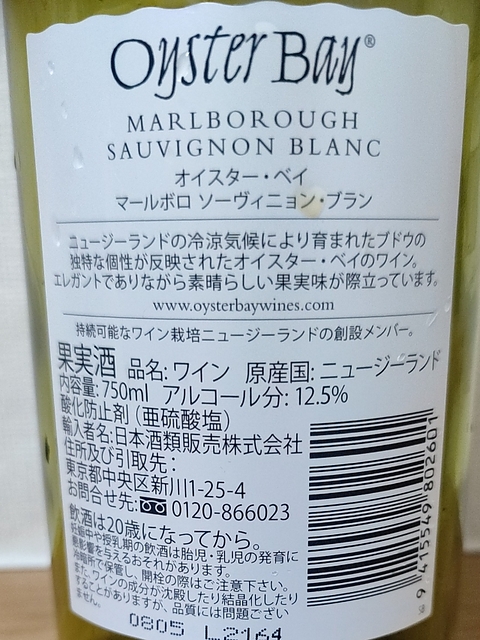 Oyster Bay®
MARLBOROUGH
SAUVIGNON BLANC
オイスター・ベイ
マールボロ ソーヴィニョン・ブラン
ニュージーランドの冷涼気候により育まれたブドウの
独特な個性が反映されたオイスター・ベイのワイン。
エレガントでありながら素晴らしい果実味が際立っています。
www.oysterbaywines.com
持続可能なワイン栽培ニュージーランドの創設メンバー。
果実酒 品名: ワイン 原産国: ニュージーランド
内容量: 750ml アルコール分: 12.5%
酸化防止剤（亜硫酸塩）
輸入者名: 日本酒類販売株式会社
住所及び引取先：
東京都中央区新川1-25-4
お問合せ先: 0120-866023
飲酒は20歳になってから。
妊娠中や授乳期の飲酒は胎児・乳児の発育に
悪影響を与えるおそれがあります。
冷暗所で保管し、開栓の際はご注意下さい。
また、ワインの成分が沈殿したり結晶化したり
することがありますが、品質には問題ござい
ません。
9 415549 802601
SB
0805 L2164